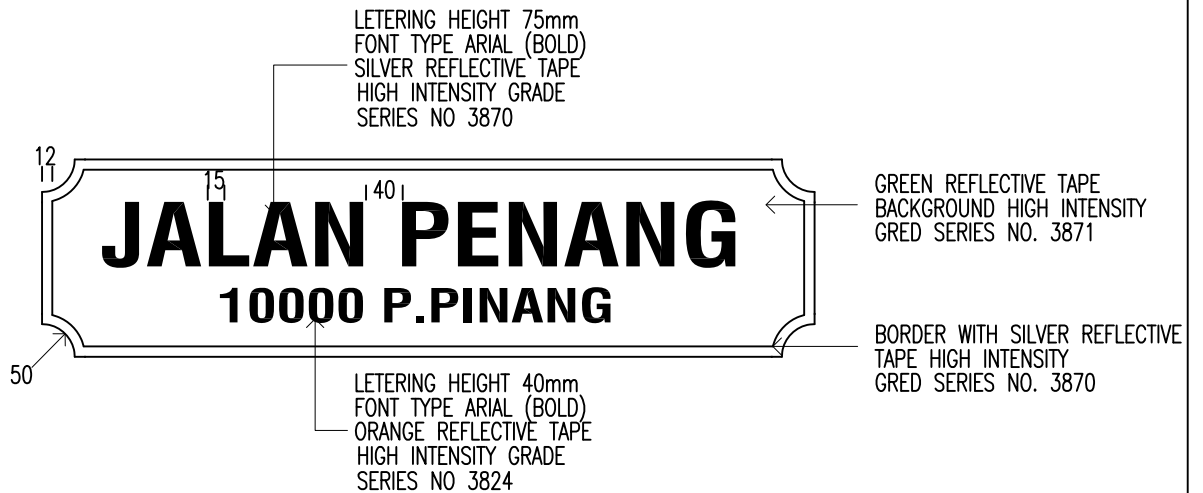 LETERING HEIGHT 75mm
FONT TYPE ARIAL (BOLD)
SILVER REFLECTIVE TAPE
HIGH INTENSITY GRADE
SERIES NO 3870
12
15
40
JALAN PENANG
10000 P.PINANG
GREEN REFLECTIVE TAPE
BACKGROUND HIGH INTENSITY
GRED SERIES NO. 3871
BORDER WITH SILVER REFLECTIVE
TAPE HIGH INTENSITY
GRED SERIES NO. 3870
50
LETERING HEIGHT 40mm
FONT TYPE ARIAL (BOLD)
ORANGE REFLECTIVE TAPE
HIGH INTENSITY GRADE
SERIES NO 3824